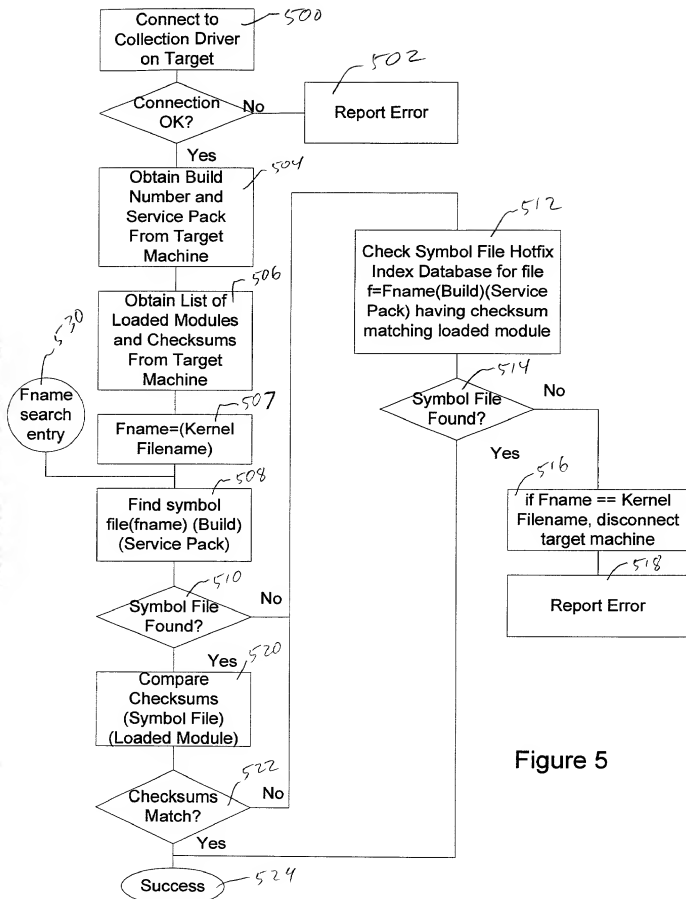 Connect to
Collection Driver
on Target
500
502
Connection
OK?
No
Report Error
Yes
504
Obtain Build
Number and
Service Pack
From Target
Machine
506
Obtain List of
Loaded Modules
and Checksums
From Target
Machine
530
Fname
search
entry
507
Fname=(Kernel
Filename)
508
Find symbol
file(fname) (Build)
(Service Pack)
510
Symbol File
Found?
No
Yes
520
Compare
Checksums
(Symbol File)
(Loaded Module)
522
Checksums
Match?
No
Yes
Success
524
512
Check Symbol File Hotfix
Index Database for file
f=Fname(Build)(Service
Pack) having checksum
matching loaded module
514
Symbol File
Found?
No
Yes
516
if Fname == Kernel
Filename, disconnect
target machine
518
Report Error
Figure 5